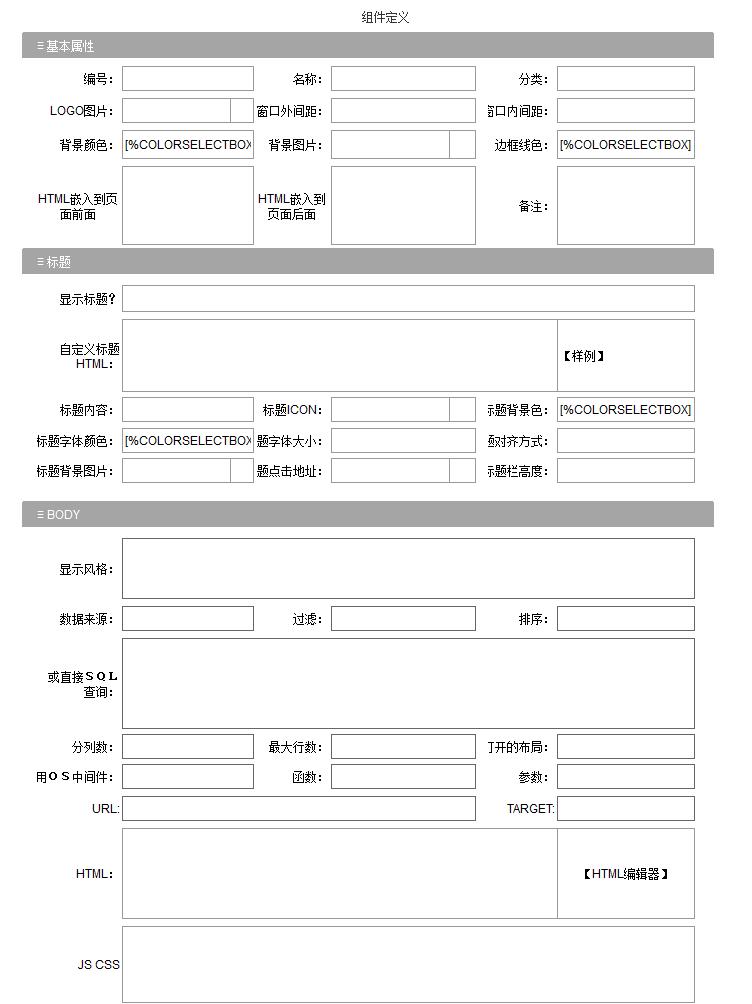 组件定义
≡基本属性
编号： 名称： 分类：
LOGO图片： 窗口外间距： 窗口内间距：
背景颜色： [%COLORSELECTBOX 背景图片： 边框线色： [%COLORSELECTBOX]
HTML嵌入到页 HTML嵌入到
面前面 页面后面 备注：
≡标题
显示标题?
自定义标题
HTML： 【样例】
标题内容： 标题ICON： 标题背景色： [%COLORSELECTBOX]
标题字体颜色： [%COLORSELECTBOX 题字体大小： 对齐方式：
标题背景图片： 题点击地址： 标题栏高度：
≡BODY
显示风格：
数据来源： 过滤： 排序：
或直接ＳＱＬ
查询：
分列数： 最大行数： 打开的布局：
用ＯＳ中间件： 函数： 参数：
URL: TARGET:
HTML： 【HTML编辑器】
JS CSS